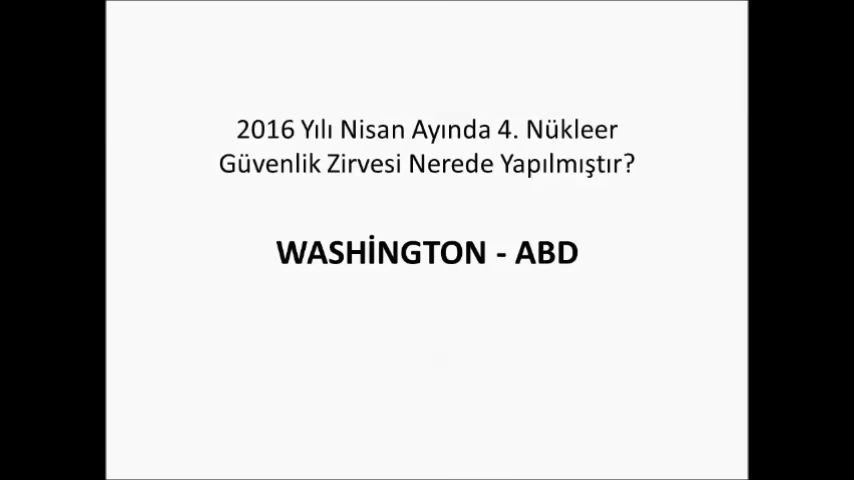 2016 Yılı Nisan Ayında 4. Nükleer
Güvenlik Zirvesi Nerede Yapılmıştır?
WASHİNGTON - ABD